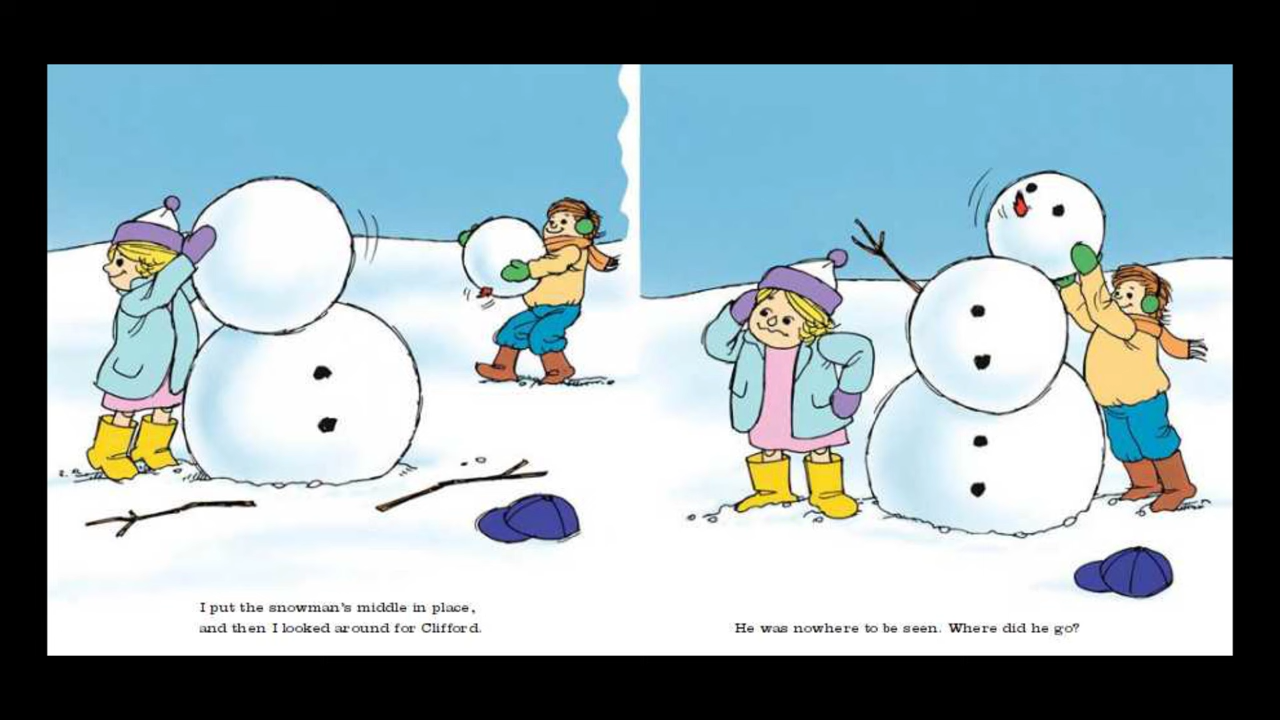 I put the snowman's middle in place,
and then I looked around for Clifford.
He was nowhere to be seen. Where did he go?